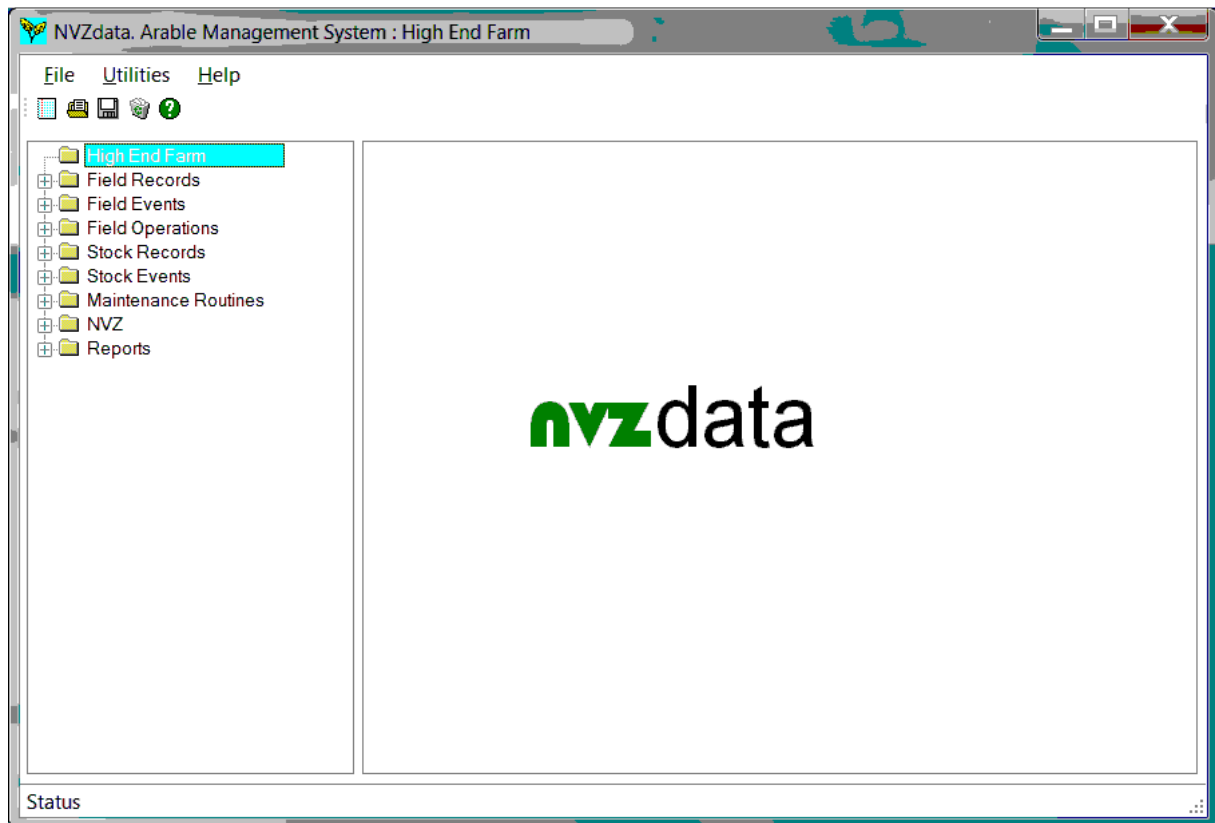 NVZdata. Arable Management System : High End Farm
File Utilities Help
High End Farm
Field Records
Field Events
Field Operations
Stock Records
Stock Events
Maintenance Routines
NVZ
Reports
nvzdata
Status